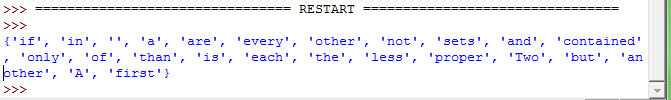 >>> ================================ RESTART ================================
>>>
{'if', 'in', '', 'a', 'are', 'every', 'other', 'not', 'sets', 'and', 'contained'
, 'only', 'of', 'than', 'is', 'each', 'the', 'less', 'proper', 'Two', 'but', 'an
other', 'A', 'first'}
>>>